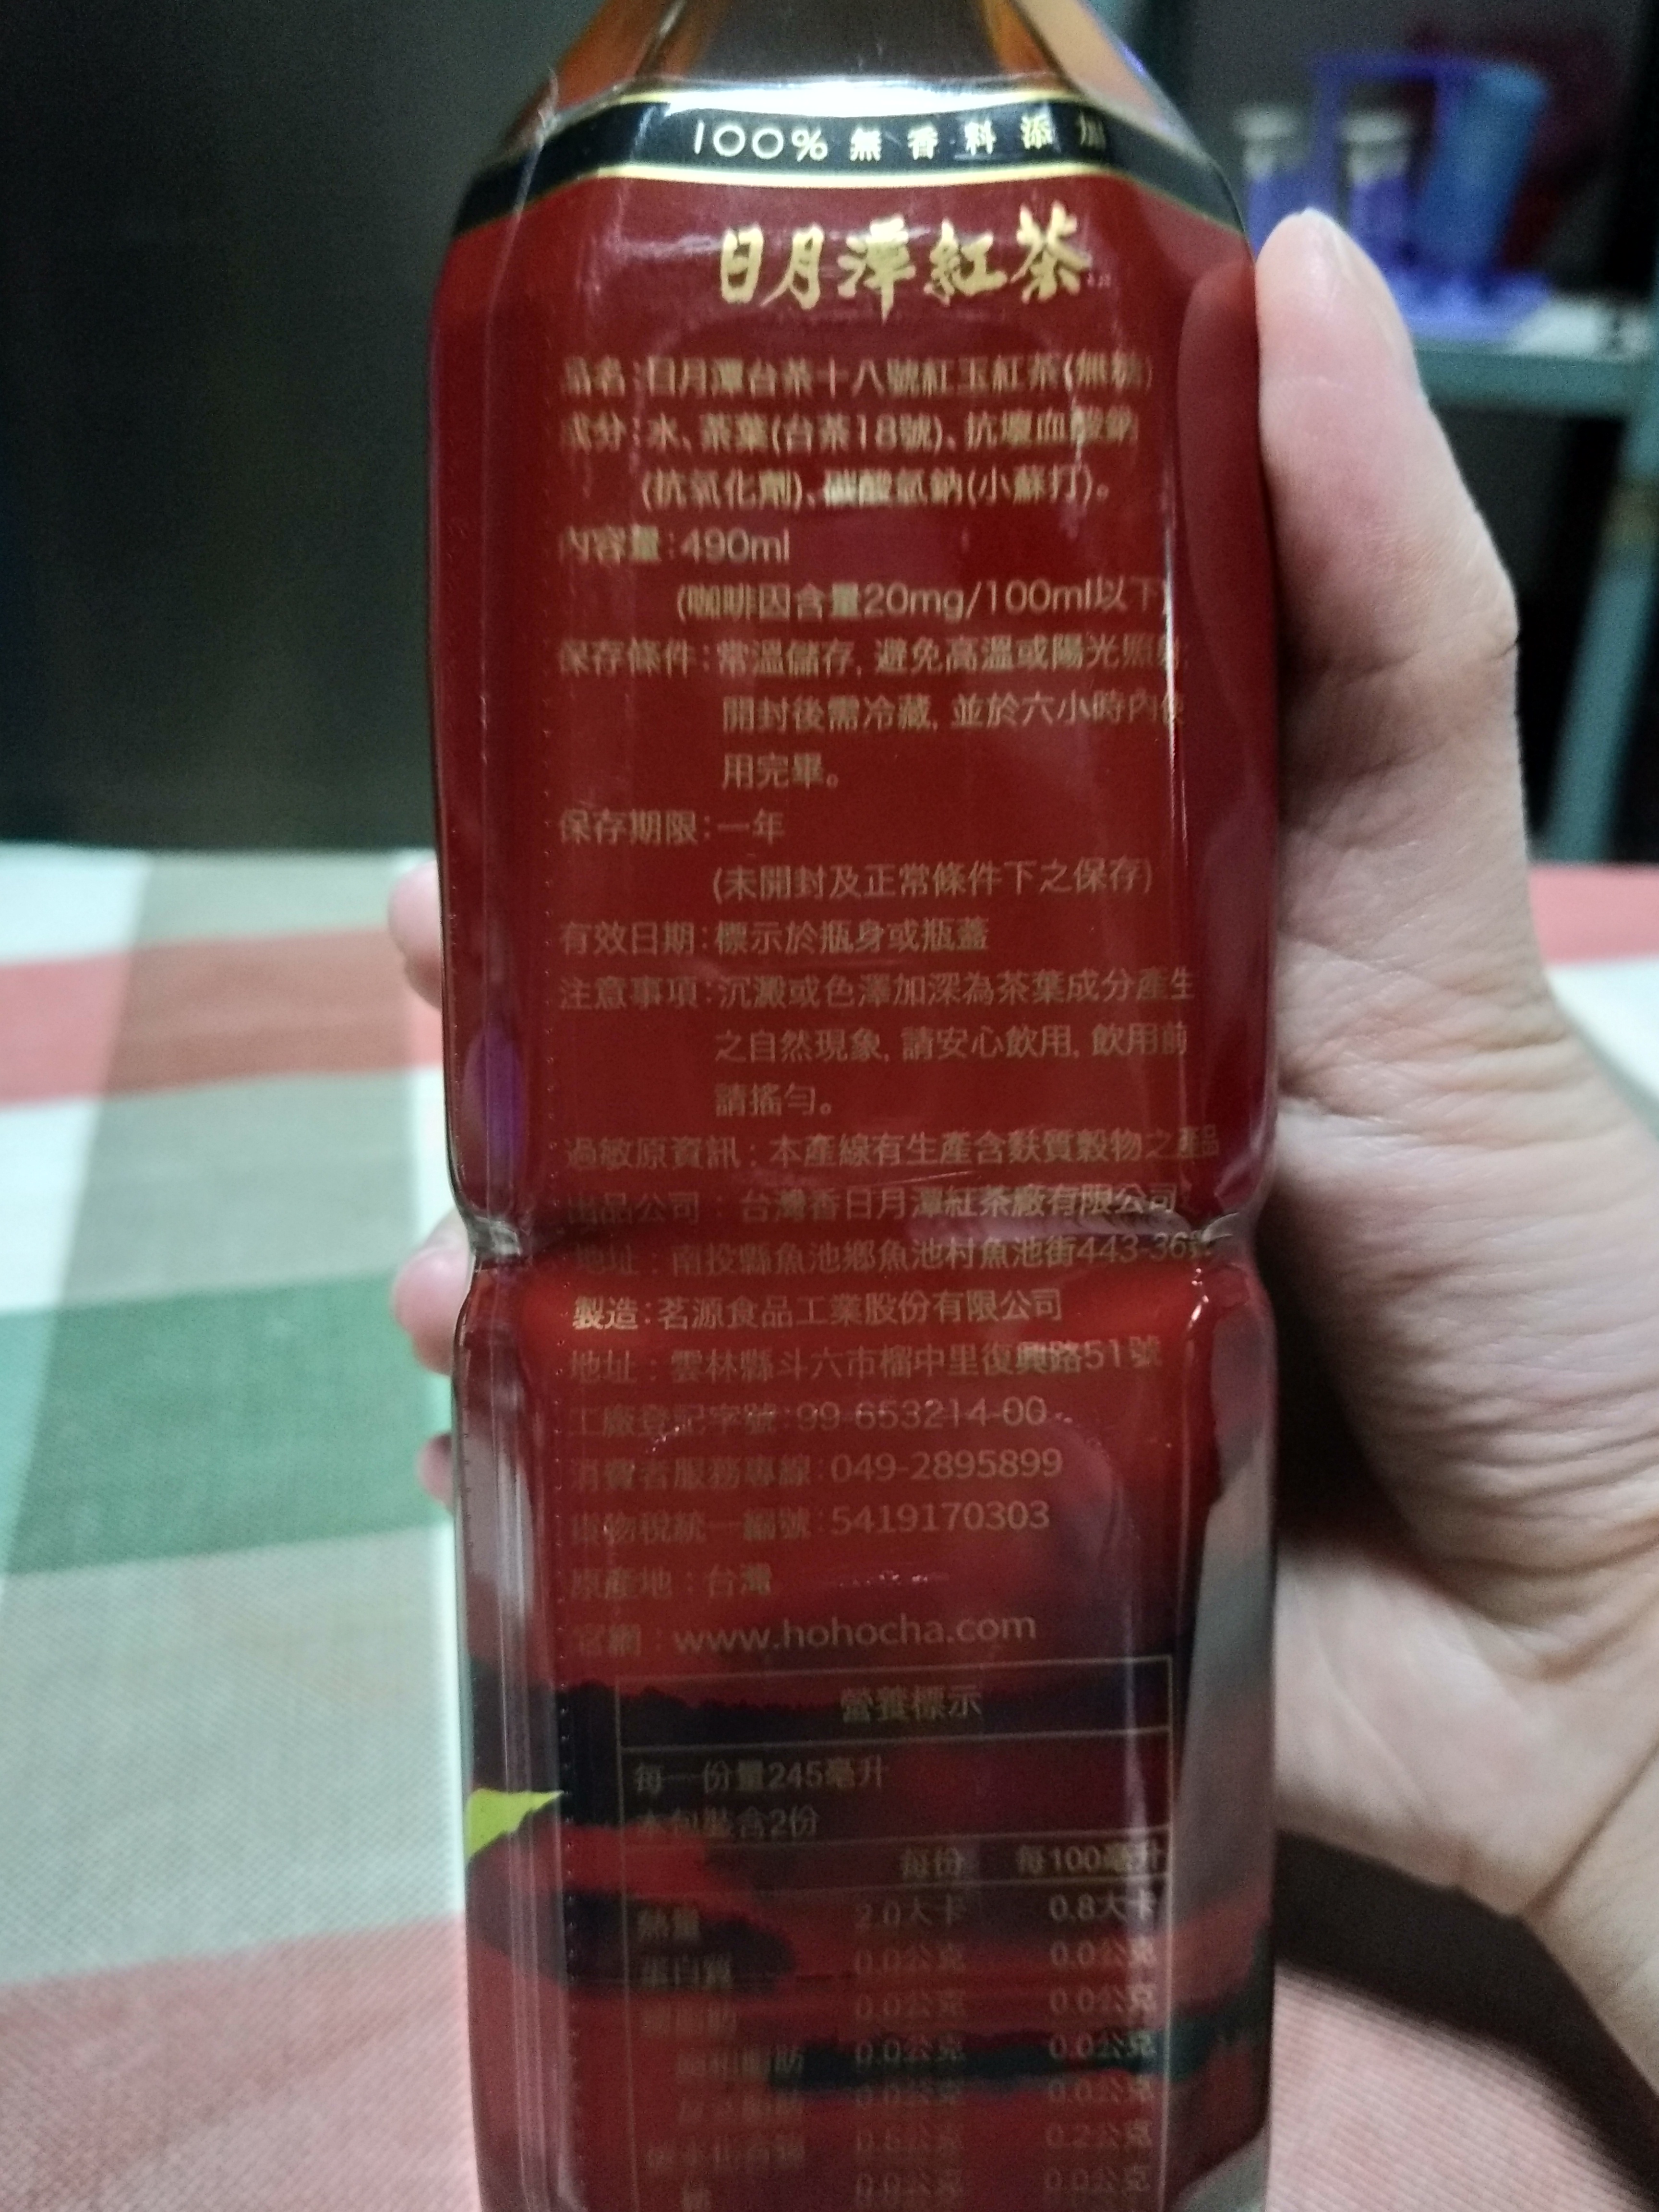 100%無香料添加
日月潭紅茶
品名:日月潭台茶十八號紅玉紅茶(無糖)
成分:水、茶葉(台茶18號)、抗壞血酸鈉
(抗氧化劑)、碳酸氫鈉(小蘇打)。
內容量:490ml
(咖啡因含量20mg/100ml以下)
保存條件:常溫儲存, 避免高溫或陽光照射
開封後需冷藏, 並於六小時內使
用完畢。
保存期限:一年
(未開封及正常條件下之保存)
有效日期:標示於瓶身或瓶蓋
注意事項:沉澱或色澤加深為茶葉成分產生
之自然現象, 請安心飲用, 飲用前
請搖勻。
過敏原資訊:本產線有生產含麩質穀物之產品
出品公司:台灣香日月潭紅茶廠有限公司
地址:南投縣魚池鄉魚池村魚池街443-36號
製造:茗源食品工業股份有限公司
地址:雲林縣斗六市榴中里復興路51號
工廠登記字號:99-653214-00
消費者服務專線:049-2895899
貨物稅統一編號:5419170303
原產地:台灣
官網:www.hohocha.com
營養標示
每一份量245毫升
本包裝含2份
每份 每100毫升
熱量 2.0大卡 0.8大卡
蛋白質 0.0公克 0.0公克
0.0公克 0.0公克
飽和脂肪 0.0公克 0.0公克
0.0公克 0.0公克
碳水化合物 0.5公克 0.2公克
糖 0.0公克 0.0公克